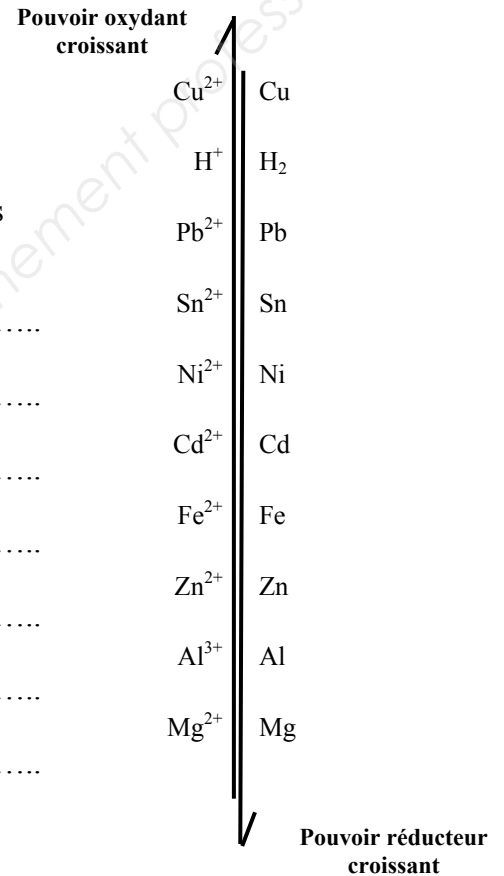 Pouvoir oxydant
croissant
Cu²⁺ Cu
H⁺ H₂
s
Pb²⁺ Pb
Sn²⁺ Sn
…..
Ni²⁺ Ni
…..
Cd²⁺ Cd
…..
Fe²⁺ Fe
…..
Zn²⁺ Zn
…..
Al³⁺ Al
…..
Mg²⁺ Mg
…..
Pouvoir réducteur
croissant